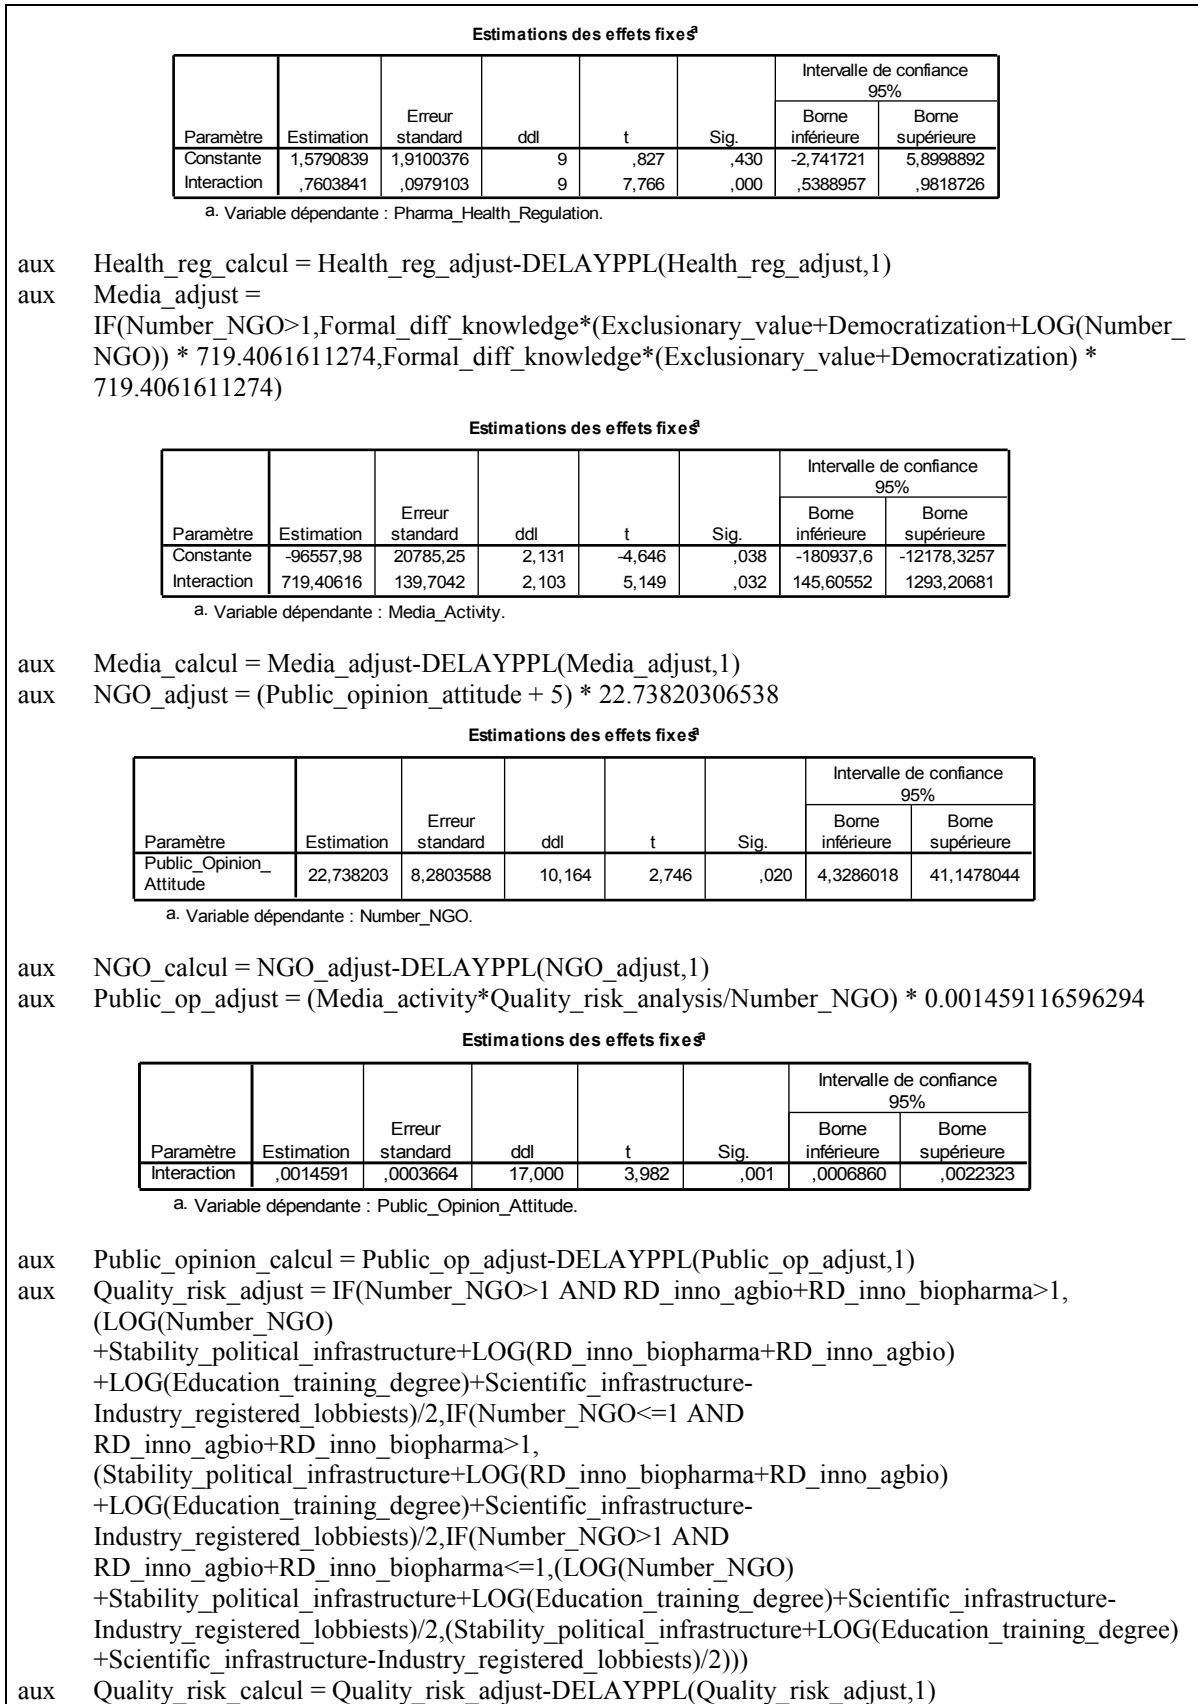 Estimations des effets fixes^a
Intervalle de confiance
95%
Erreur Borne Borne
Paramètre Estimation standard ddl t Sig. inférieure supérieure
Constante 1,5790839 1,9100376 9 ,827 ,430 -2,741721 5,8998892
Interaction ,7603841 ,0979103 9 7,766 ,000 ,5388957 ,9818726
a. Variable dépendante : Pharma_Health_Regulation.
aux Health_reg_calcul = Health_reg_adjust-DELAYPPL(Health_reg_adjust,1)
aux Media_adjust =
IF(Number_NGO>1,Formal_diff_knowledge*(Exclusionary_value+Democratization+LOG(Number_
NGO)) * 719.4061611274,Formal_diff_knowledge*(Exclusionary_value+Democratization) *
719.4061611274)
Estimations des effets fixes^a
Intervalle de confiance
95%
Erreur Borne Borne
Paramètre Estimation standard ddl t Sig. inférieure supérieure
Constante -96557,98 20785,25 2,131 -4,646 ,038 -180937,6 -12178,3257
Interaction 719,40616 139,7042 2,103 5,149 ,032 145,60552 1293,20681
a. Variable dépendante : Media_Activity.
aux Media_calcul = Media_adjust-DELAYPPL(Media_adjust,1)
aux NGO_adjust = (Public_opinion_attitude + 5) * 22.73820306538
Estimations des effets fixes^a
Intervalle de confiance
95%
Erreur Borne Borne
Paramètre Estimation standard ddl t Sig. inférieure supérieure
Public_Opinion_
Attitude 22,738203 8,2803588 10,164 2,746 ,020 4,3286018 41,1478044
a. Variable dépendante : Number_NGO.
aux NGO_calcul = NGO_adjust-DELAYPPL(NGO_adjust,1)
aux Public_op_adjust = (Media_activity*Quality_risk_analysis/Number_NGO) * 0.001459116596294
Estimations des effets fixes^a
Intervalle de confiance
95%
Erreur Borne Borne
Paramètre Estimation standard ddl t Sig. inférieure supérieure
Interaction ,0014591 ,0003664 17,000 3,982 ,001 ,0006860 ,0022323
a. Variable dépendante : Public_Opinion_Attitude.
aux Public_opinion_calcul = Public_op_adjust-DELAYPPL(Public_op_adjust,1)
aux Quality_risk_adjust = IF(Number_NGO>1 AND RD_inno_agbio+RD_inno_biopharma>1,
(LOG(Number_NGO)
+Stability_political_infrastructure+LOG(RD_inno_biopharma+RD_inno_agbio)
+LOG(Education_training_degree)+Scientific_infrastructure-
Industry_registered_lobbiests)/2,IF(Number_NGO<=1 AND
RD_inno_agbio+RD_inno_biopharma>1,
(Stability_political_infrastructure+LOG(RD_inno_biopharma+RD_inno_agbio)
+LOG(Education_training_degree)+Scientific_infrastructure-
Industry_registered_lobbiests)/2,IF(Number_NGO>1 AND
RD_inno_agbio+RD_inno_biopharma<=1,(LOG(Number_NGO)
+Stability_political_infrastructure+LOG(Education_training_degree)+Scientific_infrastructure-
Industry_registered_lobbiests)/2,(Stability_political_infrastructure+LOG(Education_training_degree)
+Scientific_infrastructure-Industry_registered_lobbiests)/2)))
aux Quality_risk_calcul = Quality_risk_adjust-DELAYPPL(Quality_risk_adjust,1)